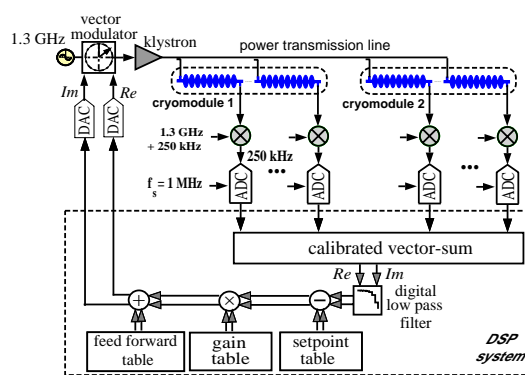 vector
modulator
1.3 GHz
klystron
power transmission line
Im
Re
DAC
DAC
cryomodule 1
cryomodule 2
1.3 GHz
+ 250 kHz
250 kHz
f s = 1 MHz
ADC
ADC
ADC
ADC
calibrated vector-sum
Re
Im
digital
low pass
filter
feed forward
table
gain
table
setpoint
table
DSP
system